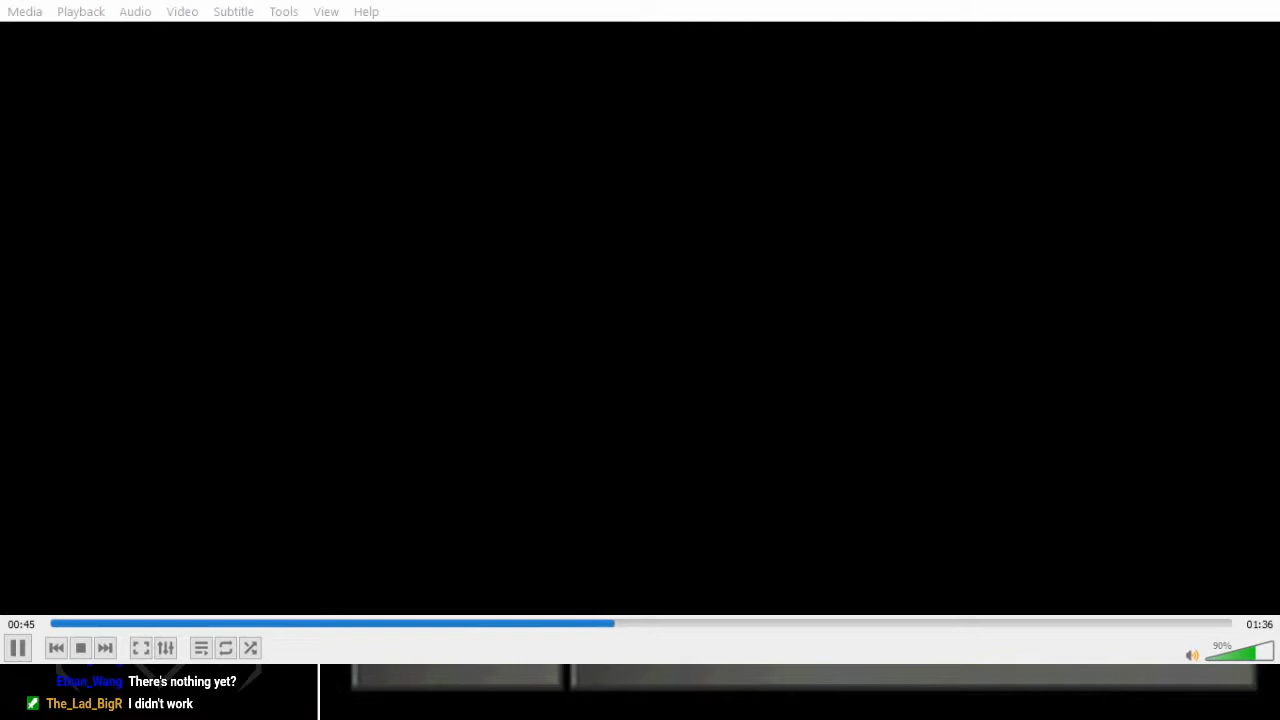 Media Playback Audio Video Subtitle Tools View Help
00:45 01:36
90%
Ethan_Wang There's nothing yet?
The_Lad_BigR I didn't work